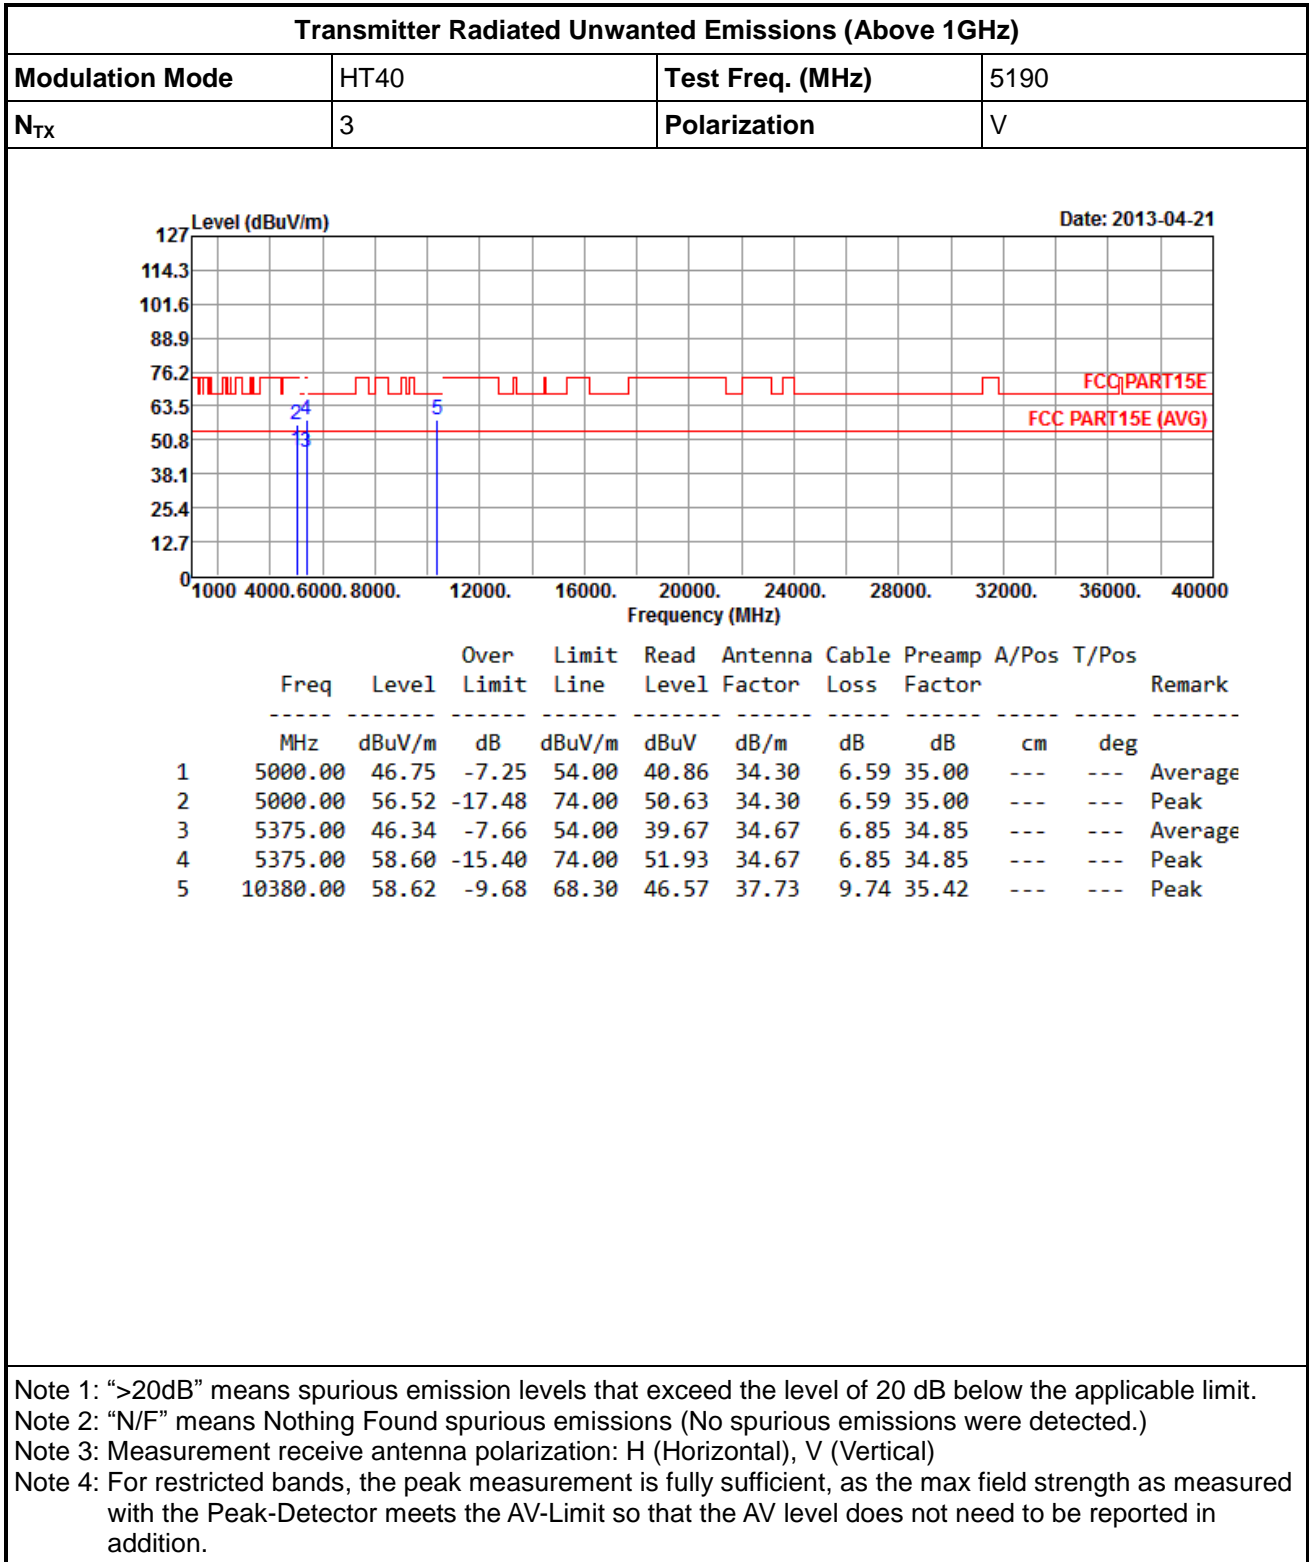 Transmitter Radiated Unwanted Emissions (Above 1GHz)
Modulation Mode HT40 Test Freq. (MHz) 5190
NTX 3 Polarization V
Level (dBuV/m) Date: 2013-04-21
127
114.3
101.6
88.9
76.2
FCC PART15E
63.5
2 4 5
FCC PART15E (AVG)
50.8
1 3
38.1
25.4
12.7
0
1000 4000. 6000. 8000. 12000. 16000. 20000. 24000. 28000. 32000. 36000. 40000
Frequency (MHz)
Over Limit Read Antenna Cable Preamp A/Pos T/Pos
Freq Level Limit Line Level Factor Loss Factor Remark
----- ------- ------ ------ ------- ------ ----- ------ ----- ----- -------
MHz dBuV/m dB dBuV/m dBuV dB/m dB dB cm deg
1 5000.00 46.75 -7.25 54.00 40.86 34.30 6.59 35.00 --- --- Average
2 5000.00 56.52 -17.48 74.00 50.63 34.30 6.59 35.00 --- --- Peak
3 5375.00 46.34 -7.66 54.00 39.67 34.67 6.85 34.85 --- --- Average
4 5375.00 58.60 -15.40 74.00 51.93 34.67 6.85 34.85 --- --- Peak
5 10380.00 58.62 -9.68 68.30 46.57 37.73 9.74 35.42 --- --- Peak
Note 1: “>20dB” means spurious emission levels that exceed the level of 20 dB below the applicable limit.
Note 2: “N/F” means Nothing Found spurious emissions (No spurious emissions were detected.)
Note 3: Measurement receive antenna polarization: H (Horizontal), V (Vertical)
Note 4: For restricted bands, the peak measurement is fully sufficient, as the max field strength as measured
with the Peak-Detector meets the AV-Limit so that the AV level does not need to be reported in
addition.